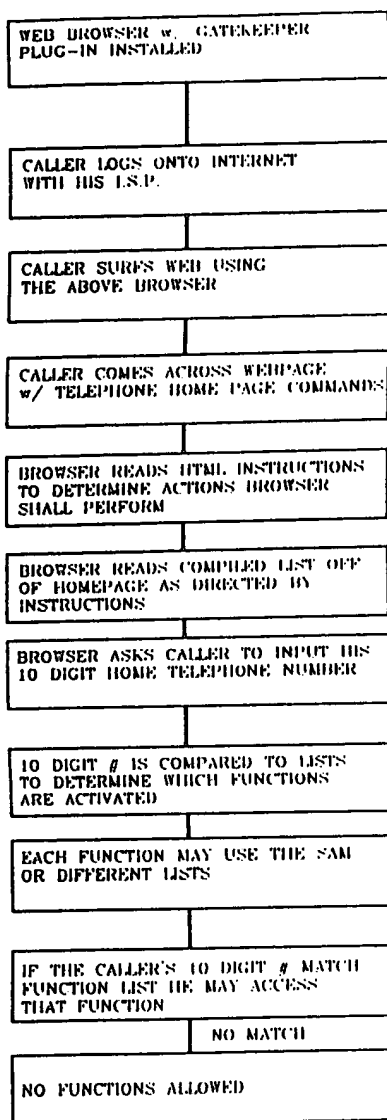 WEB BROWSER w. GATEKEEPER
PLUG-IN INSTALLED
CALLER LOGS ONTO INTERNET
WITH HIS I.S.P.
CALLER SURFS WEB USING
THE ABOVE BROWSER
CALLER COMES ACROSS WEBPAGE
w/ TELEPHONE HOME PAGE COMMANDS
BROWSER READS HTML INSTRUCTIONS
TO DETERMINE ACTIONS BROWSER
SHALL PERFORM
BROWSER READS COMPILED LIST OFF
OF HOMEPAGE AS DIRECTED BY
INSTRUCTIONS
BROWSER ASKS CALLER TO INPUT HIS
10 DIGIT HOME TELEPHONE NUMBER
10 DIGIT # IS COMPARED TO LISTS
TO DETERMINE WHICH FUNCTIONS
ARE ACTIVATED
EACH FUNCTION MAY USE THE SAM
OR DIFFERENT LISTS
IF THE CALLER'S 10 DIGIT # MATCH
FUNCTION LIST HE MAY ACCESS
THAT FUNCTION
NO MATCH
NO FUNCTIONS ALLOWED